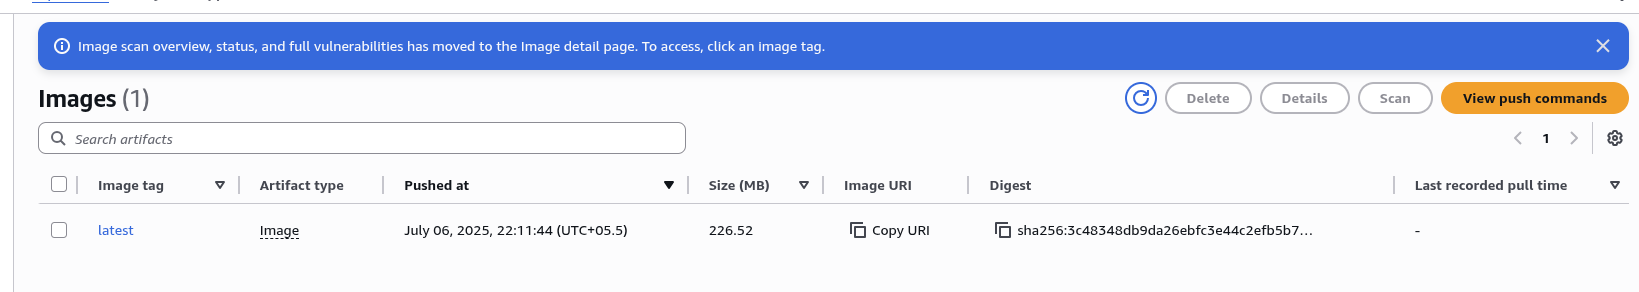 Image scan overview, status, and full vulnerabilities has moved to the Image detail page. To access, click an image tag.
Images (1)
Delete
Details
Scan
View push commands
Search artifacts
1
Image tag
Artifact type
Pushed at
Size (MB)
Image URI
Digest
Last recorded pull time
latest
Image
July 06, 2025, 22:11:44 (UTC+05.5)
226.52
Copy URI
sha256:3c48348db9da26ebfc3e44c2efb5b7...
-